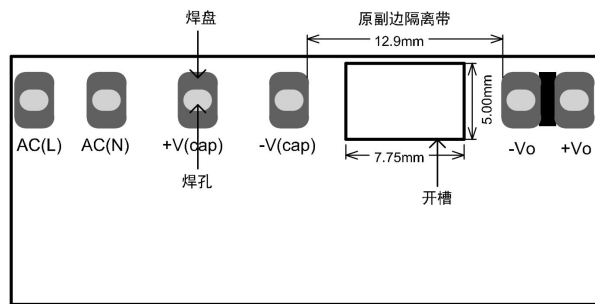 焊盘
原副边隔离带
12.9mm
5.00mm
AC(L)
AC(N)
+V(cap)
-V(cap)
7.75mm
-Vo
+Vo
焊孔
开槽